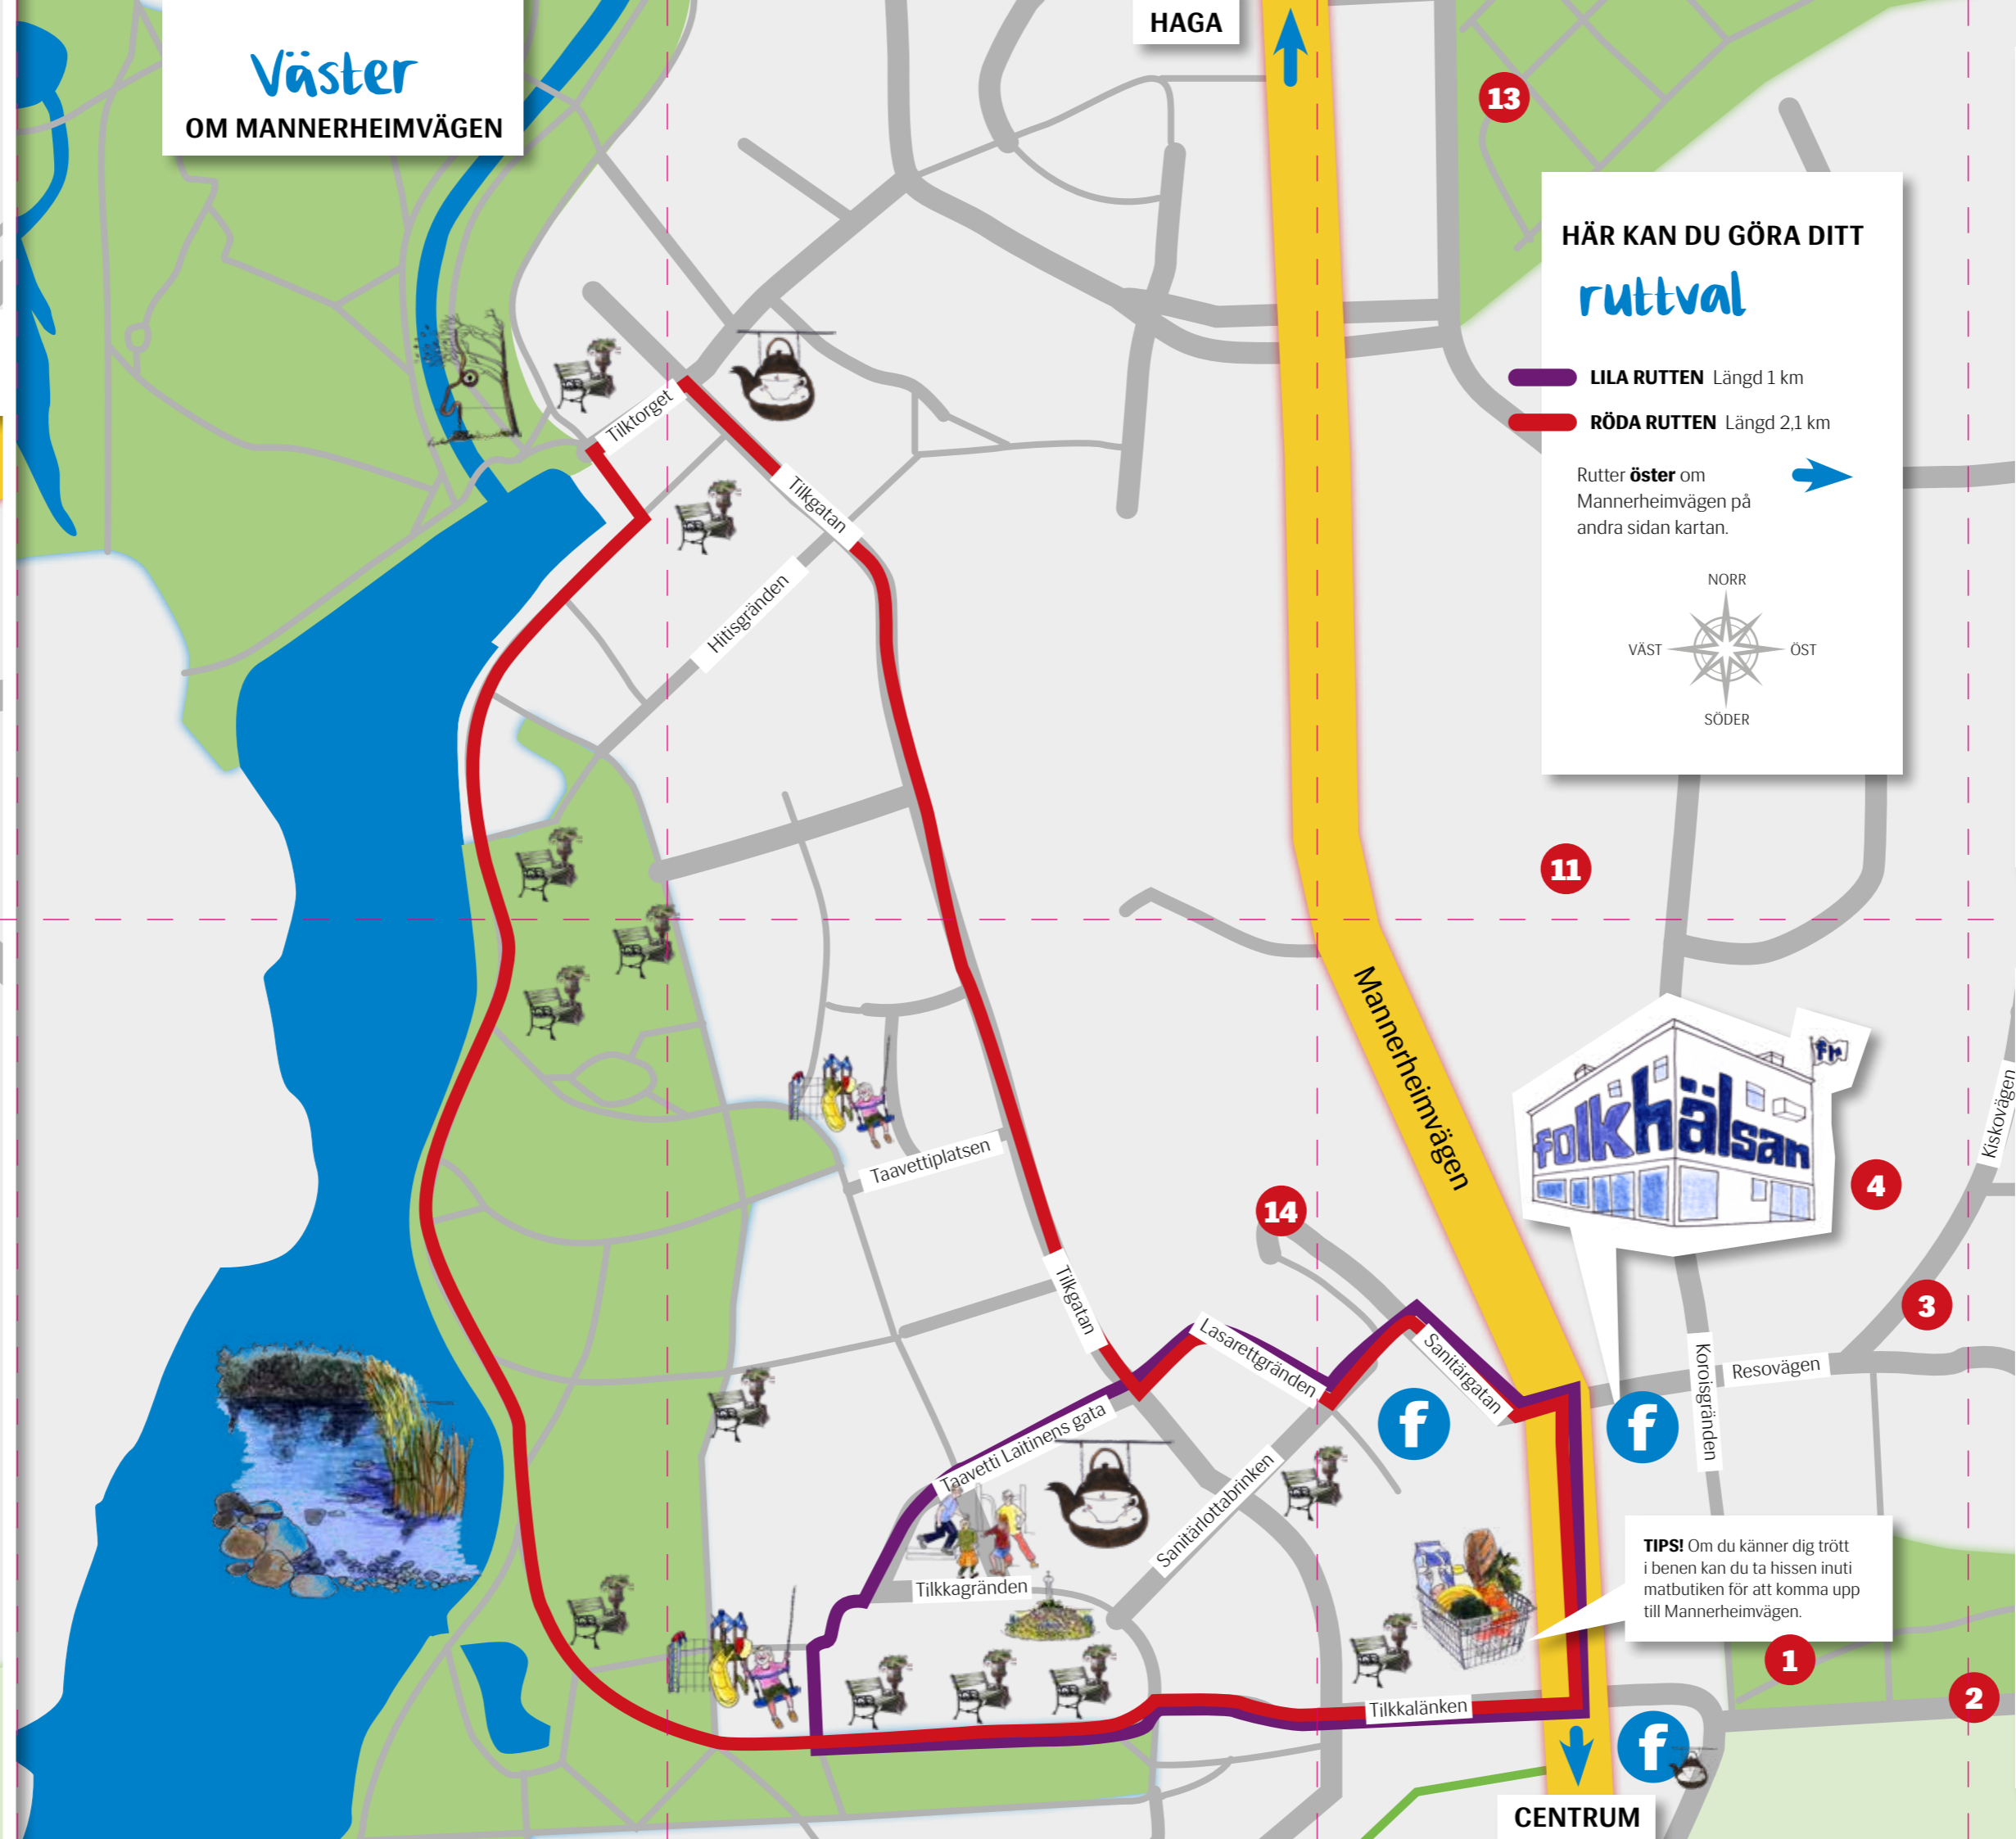 Väster
OM MANNERHEIMVÄGEN
HAGA
13
HÄR KAN DU GÖRA DITT
ruttval
LILA RUTTEN Längd 1 km
RÖDA RUTTEN Längd 2,1 km
Rutter öster om
Mannerheimvägen på
andra sidan kartan.
NORR
VÄST
ÖST
SÖDER
Tilktorget
Tilkgatan
Hitisgränden
11
Mannerheimvägen
fh
folkhälsan
Kiskovägen
4
Taavettiplatsen
14
Tilkgatan
Lasarettgränden
Sanitärgatan
3
Resovägen
Koroisgränden
f
f
Taavetti Laitinens gata
Sanitärlottabrinken
Tilkkagränden
TIPS! Om du känner dig trött
i benen kan du ta hissen inuti
matbutiken för att komma upp
till Mannerheimvägen.
1
2
Tilkkalänken
f
CENTRUM